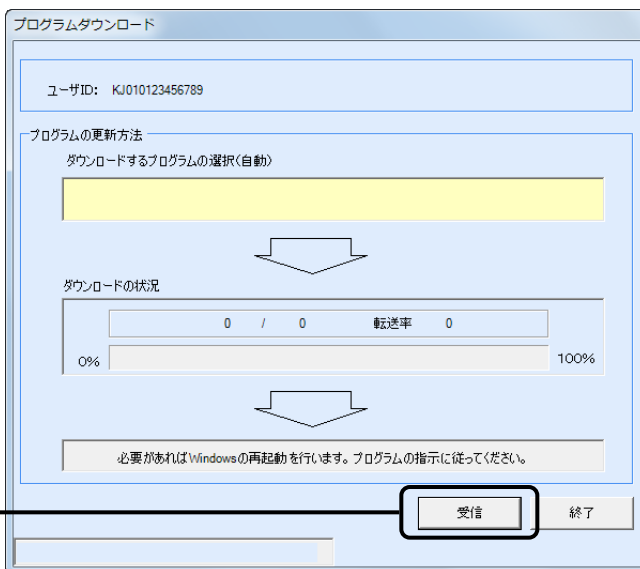 プログラムダウンロード
ユーザID: KJ010123456789
プログラムの更新方法
ダウンロードするプログラムの選択(自動)
ダウンロードの状況
0 / 0 転送率 0
0% 100%
必要があればWindowsの再起動を行います。プログラムの指示に従ってください。
受信 終了